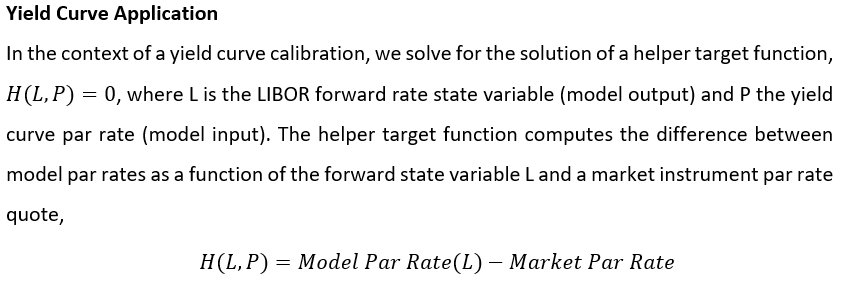 Yield Curve Application
In the context of a yield curve calibration, we solve for the solution of a helper target function,
H(L, P) = 0, where L is the LIBOR forward rate state variable (model output) and P the yield
curve par rate (model input). The helper target function computes the difference between
model par rates as a function of the forward state variable L and a market instrument par rate
quote,
H(L, P) = Model Par Rate(L) − Market Par Rate